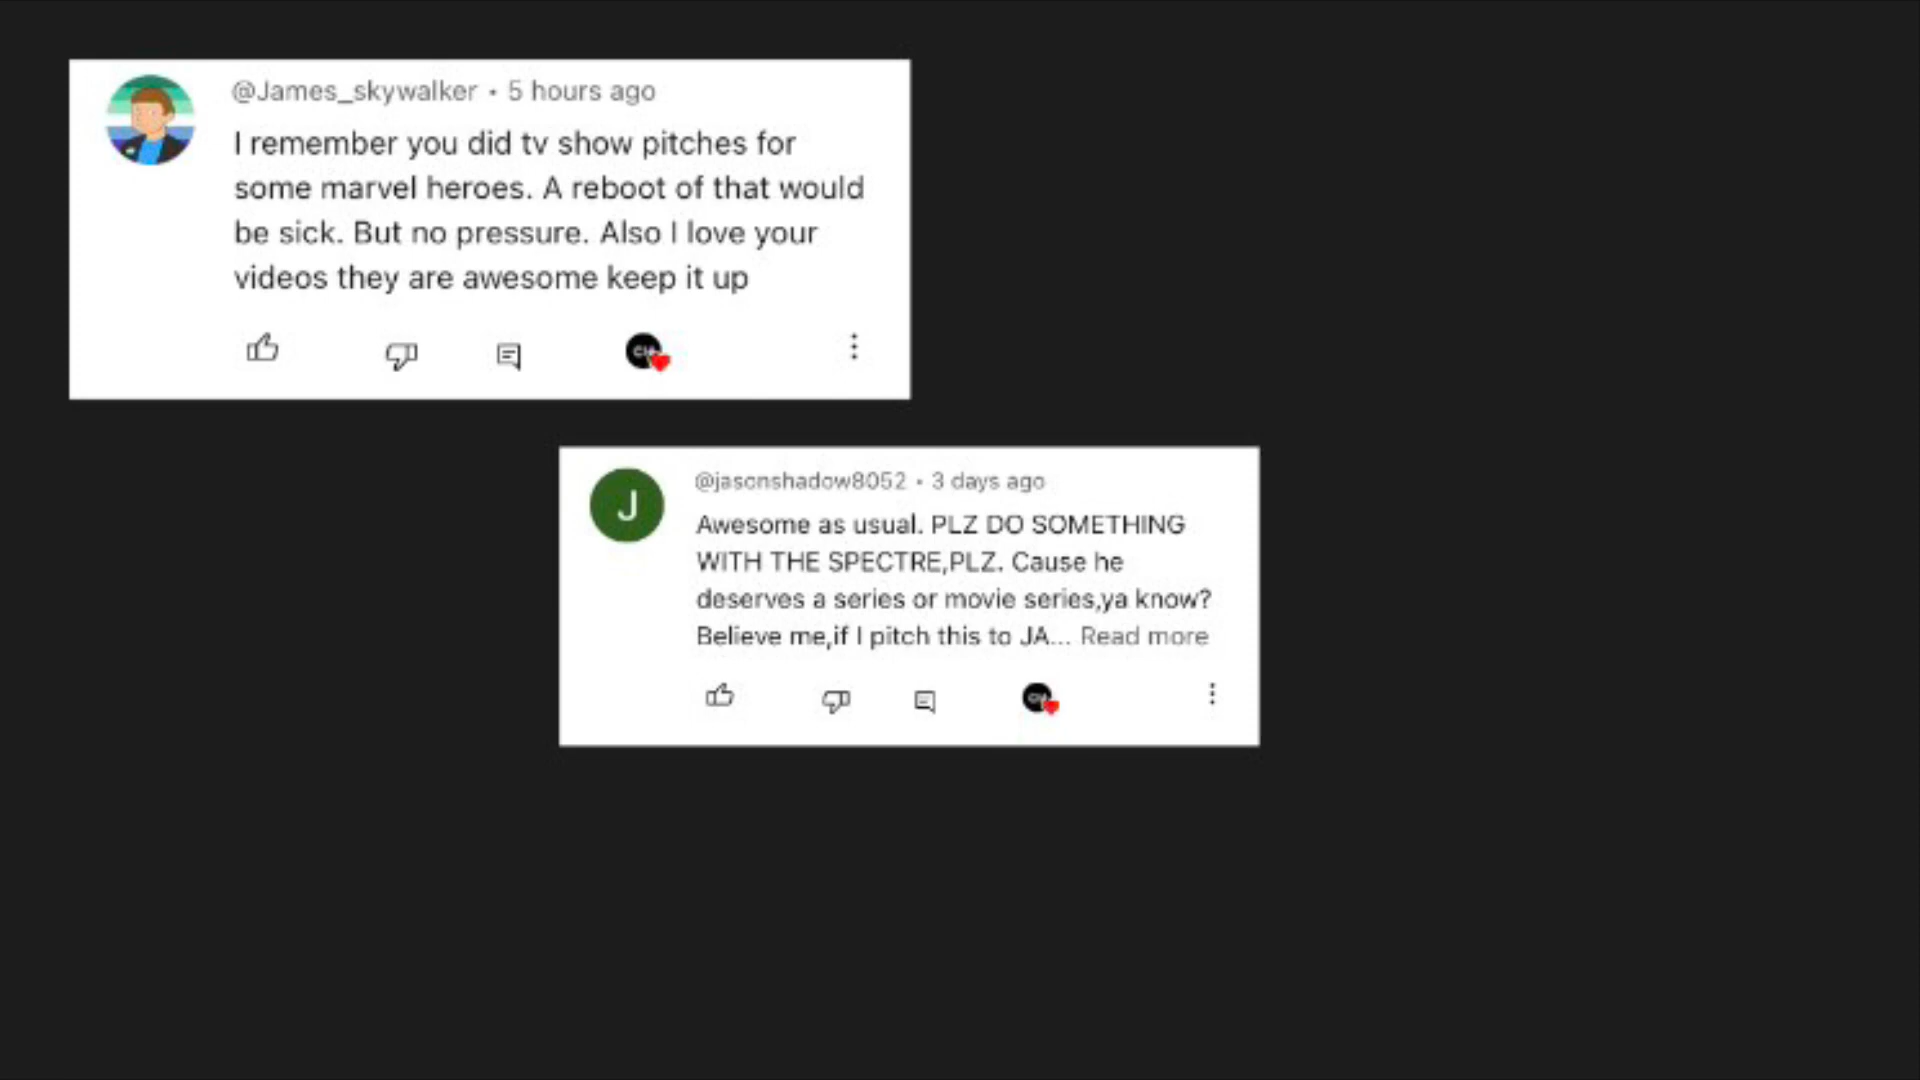 @James_skywalker • 5 hours ago
I remember you did tv show pitches for
some marvel heroes. A reboot of that would
be sick. But no pressure. Also I love your
videos they are awesome keep it up
@jasonshadow8052 • 3 days ago
J
Awesome as usual. PLZ DO SOMETHING
WITH THE SPECTRE,PLZ. Cause he
deserves a series or movie series,ya know?
Believe me,if I pitch this to JA... Read more